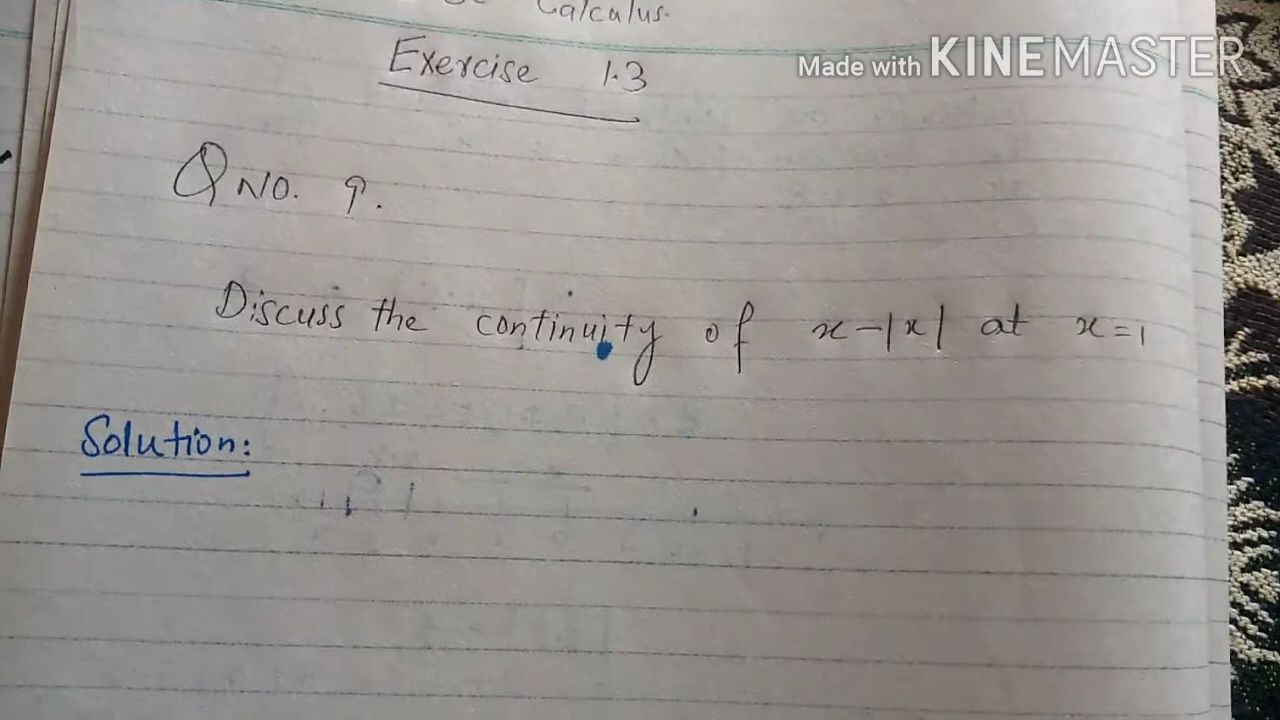 Calculus.
Exercise 1.3
Made with KINEMASTER
Q NO. 9.
Discuss the continuity of x-|x| at x=1
Solution: